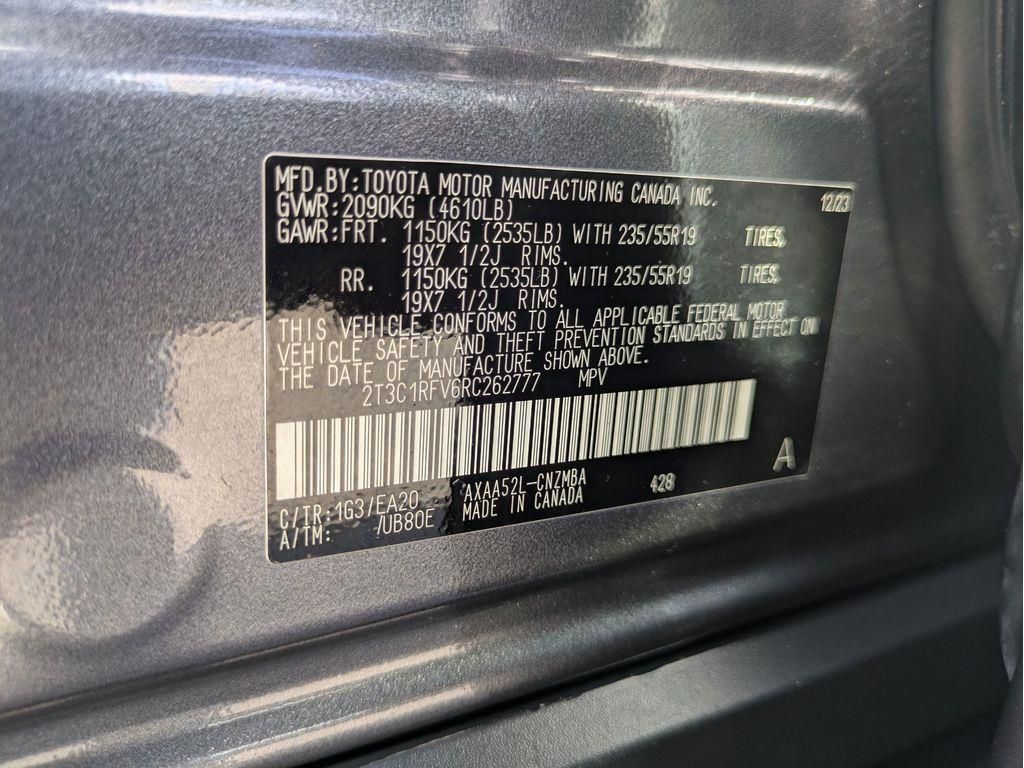 MFD.BY:TOYOTA MOTOR MANUFACTURING CANADA INC. 12/23
GVWR:2090KG (4610LB)
GAWR:FRT. 1150KG (2535LB) WITH 235/55R19 TIRES,
19X7 1/2J RIMS.
RR. 1150KG (2535LB) WITH 235/55R19 TIRES,
19X7 1/2J RIMS.
THIS VEHICLE CONFORMS TO ALL APPLICABLE FEDERAL MOTOR
VEHICLE SAFETY AND THEFT PREVENTION STANDARDS IN EFFECT ON
THE DATE OF MANUFACTURE SHOWN ABOVE.
2T3C1RFV6RC262777 MPV
A
C/TR:1G3/EA20 AXAA52L-CNZMBA 428
A/TM: /UB80E MADE IN CANADA